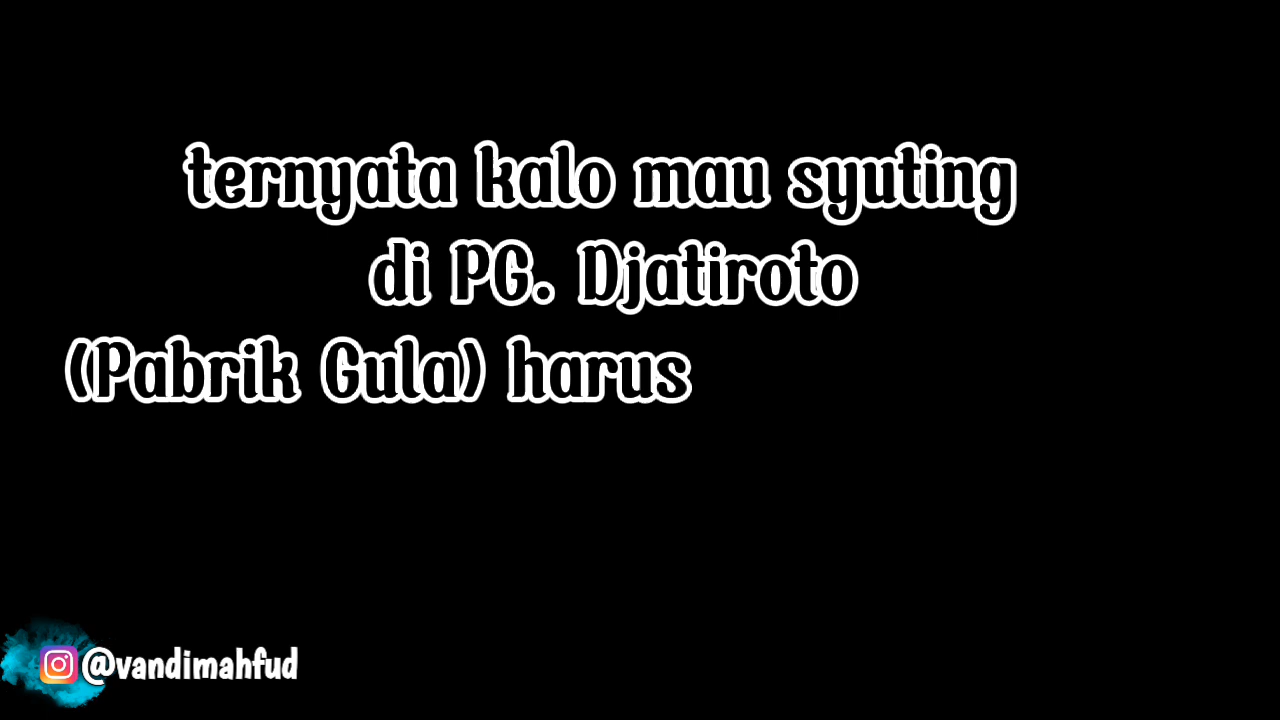 ternyata kalo mau syuting
di PG. Djatiroto
(Pabrik Gula) harus
@vandimahfud